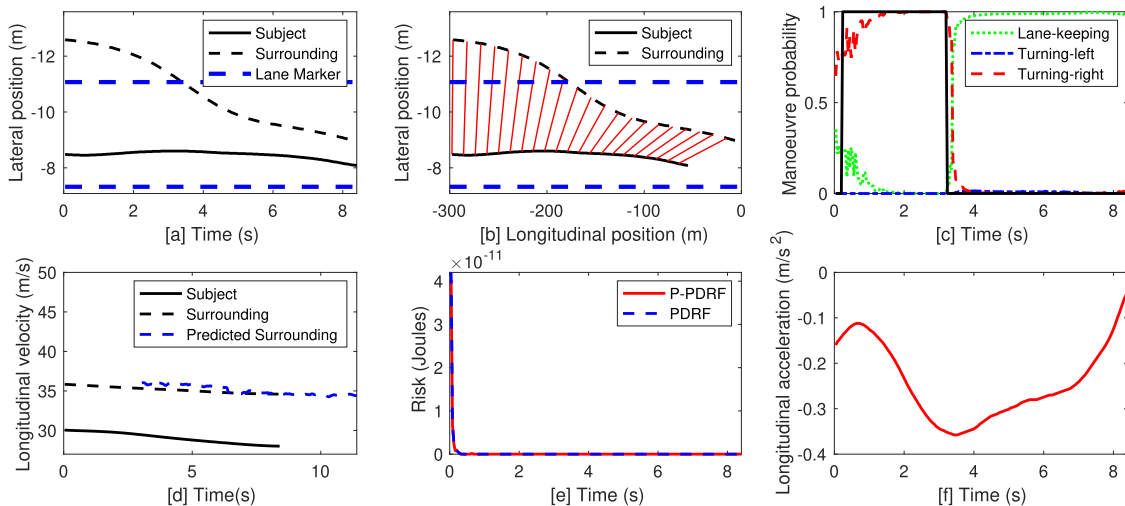 Lateral position (m)
-12
-10
-8
0
2
4
6
8
[a] Time (s)
Subject
Surrounding
Lane Marker
Lateral position (m)
-12
-10
-8
-300
-200
-100
0
[b] Longitudinal position (m)
Subject
Surrounding
Manoeuvre probability
1
0.5
0
0
2
4
6
8
[c] Time (s)
Lane-keeping
Turning-left
Turning-right
Longitudinal velocity (m/s)
50
45
40
35
30
0
5
10
[d] Time(s)
Subject
Surrounding
Predicted Surrounding
Risk (Joules)
×10^-11
4
3
2
1
0
0
2
4
6
8
[e] Time (s)
P-PDRF
PDRF
Longitudinal acceleration (m/s^2)
0
-0.1
-0.2
-0.3
-0.4
0
2
4
6
8
[f] Time (s)